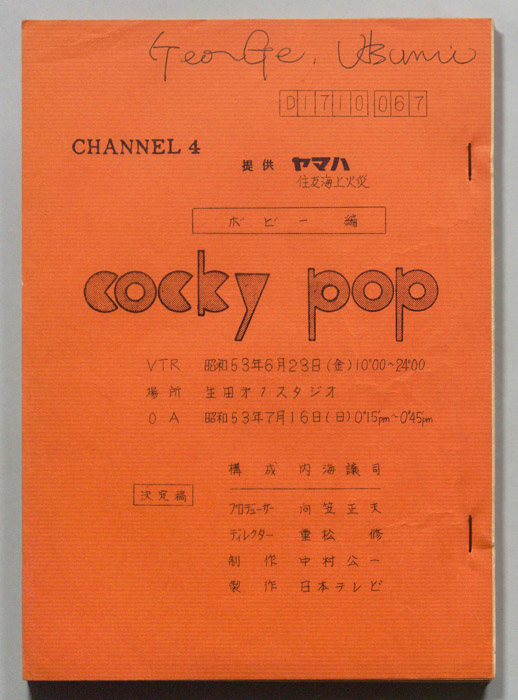 George. Utsumi
D1710.067
CHANNEL 4
提供 ヤマハ
住友海上火災
ボビー編
cocky pop
VTR 昭和53年6月23日(金)10:00~24:00
場所 生田オ1スタジオ
OA 昭和53年7月16日(日)0:15pm~0:45pm
構成 内海譲司
決定稿
プロデューサー 向笠正夫
ディレクター 重松 修
制作 中村公一
製作 日本テレビ